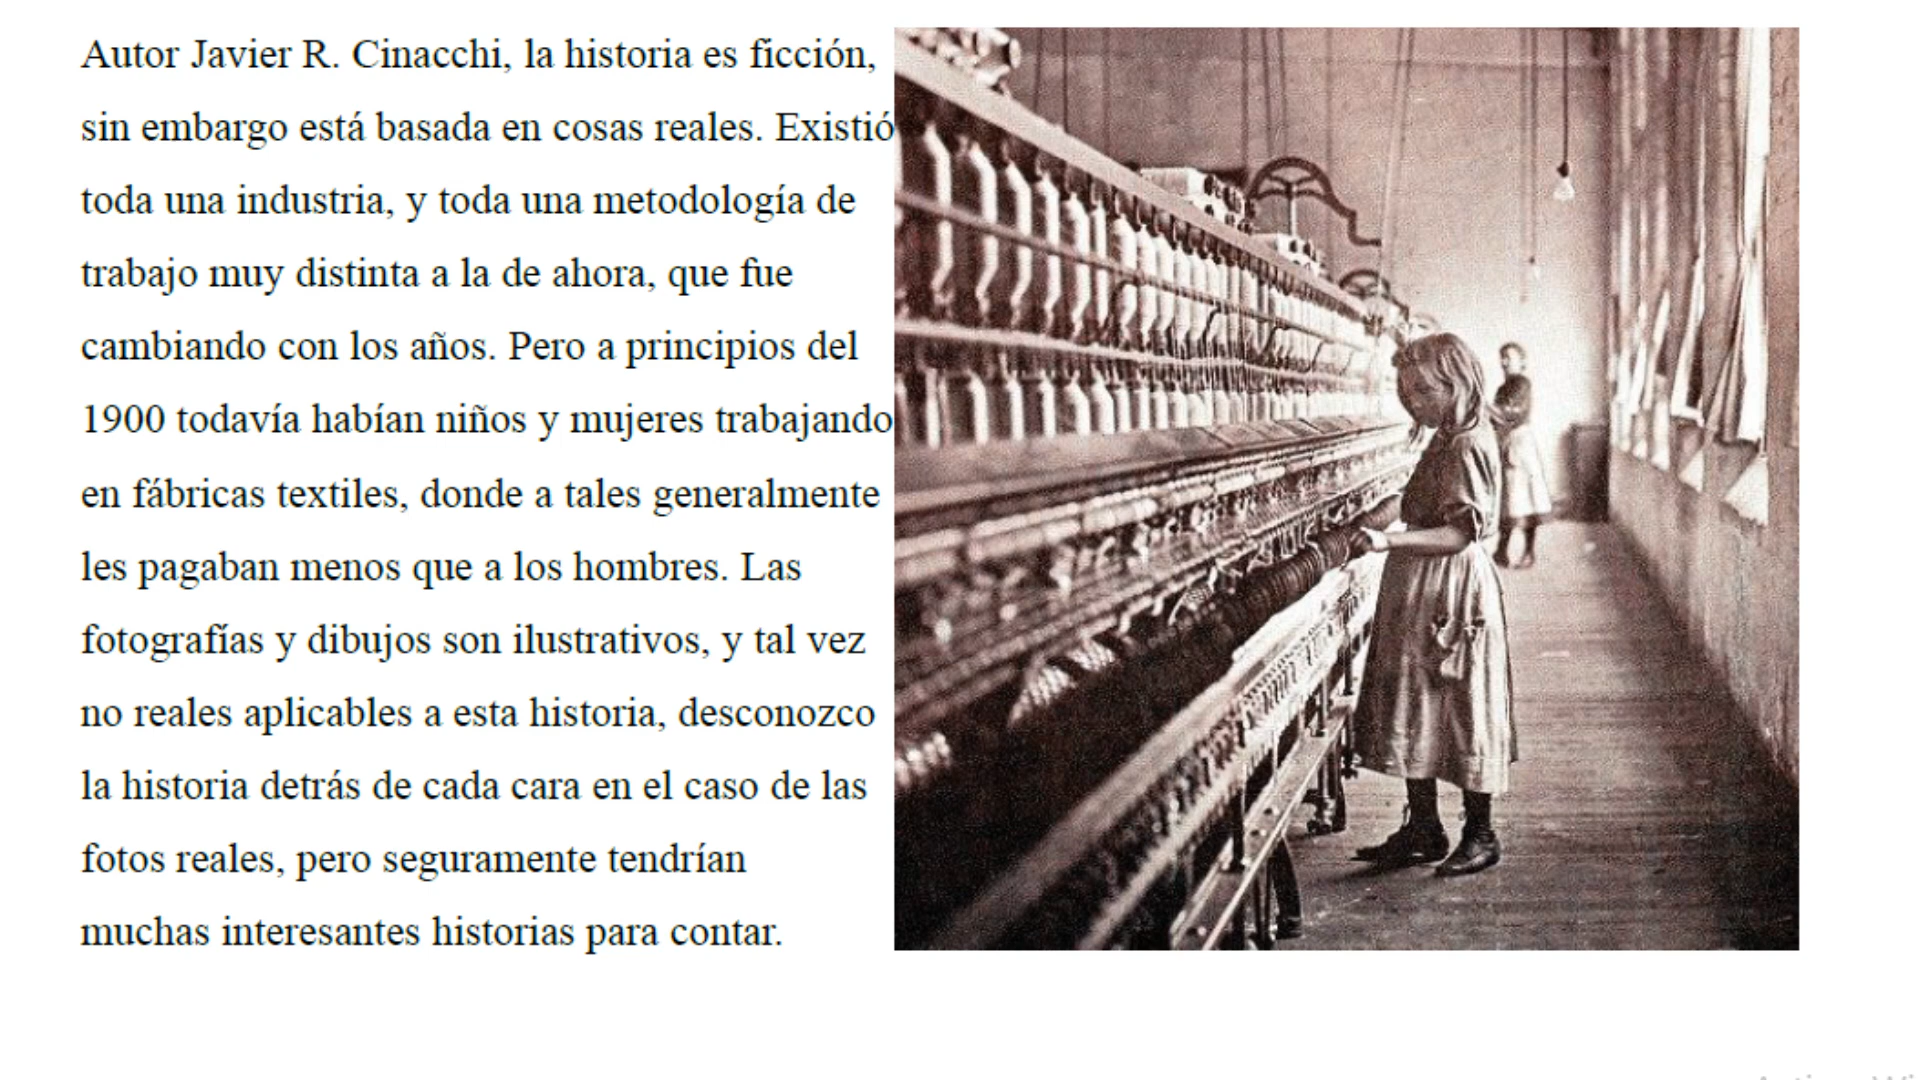 Autor Javier R. Cinacchi, la historia es ficción,
sin embargo está basada en cosas reales. Existió
toda una industria, y toda una metodología de
trabajo muy distinta a la de ahora, que fue
cambiando con los años. Pero a principios del
1900 todavía habían niños y mujeres trabajando
en fábricas textiles, donde a tales generalmente
les pagaban menos que a los hombres. Las
fotografías y dibujos son ilustrativos, y tal vez
no reales aplicables a esta historia, desconozco
la historia detrás de cada cara en el caso de las
fotos reales, pero seguramente tendrían
muchas interesantes historias para contar.